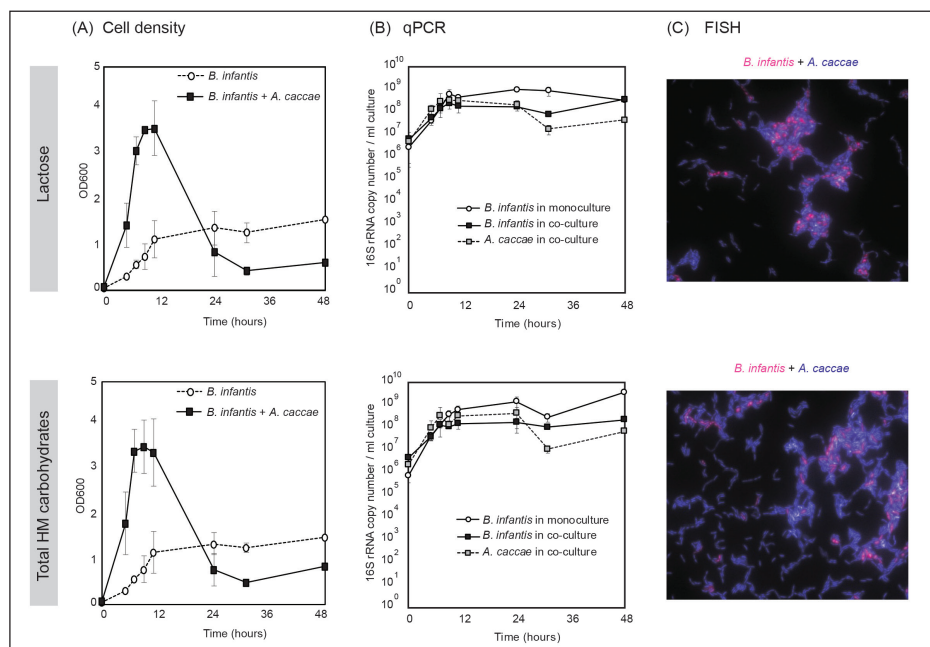 (A) Cell density
(B) qPCR
(C) FISH
Lactose
5
4
3
2
1
0
OD600
B. infantis
B. infantis + A. caccae
0 12 24 36 48
Time (hours)
10^10
10^9
10^8
10^7
10^6
10^5
10^4
10^3
10^2
10^1
10^0
16S rRNA copy number / ml culture
B. infantis in monoculture
B. infantis in co-culture
A. caccae in co-culture
0 12 24 36 48
Time (hours)
B. infantis + A. caccae
Total HM carbohydrates
5
4
3
2
1
0
OD600
B. infantis
B. infantis + A. caccae
0 12 24 36 48
Time (hours)
10^10
10^9
10^8
10^7
10^6
10^5
10^4
10^3
10^2
10^1
10^0
16S rRNA copy number / ml culture
B. infantis in monoculture
B. infantis in co-culture
A. caccae in co-culture
0 12 24 36 48
Time (hours)
B. infantis + A. caccae